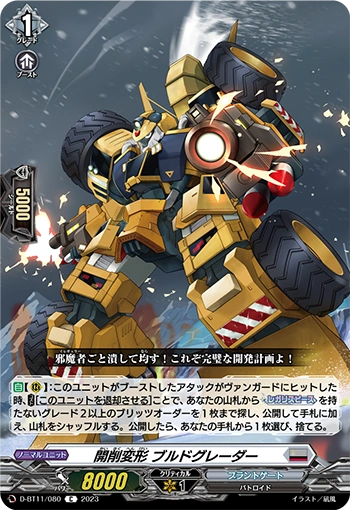 1
グレード
ブースト
5000
シールド
邪魔者ごと潰して均す！これぞ完璧な開発計画よ！
自【R】：このユニットがブーストしたアタックがヴァンガードにヒットした
時、【このユニットを退却させる】ことで、あなたの山札から レガリスピース を持
たないグレード２以上のブリッツオーダーを１枚まで探し、公開して手札に加
え、山札をシャッフルする。公開したら、あなたの手札から１枚選び、捨てる。
ノーマルユニット
開削変形 ブルドグレーダー
パワー 8000
クリティカル
1
ブラントゲート
バトロイド
D-BT11/080 C 2023
イラスト／凪風